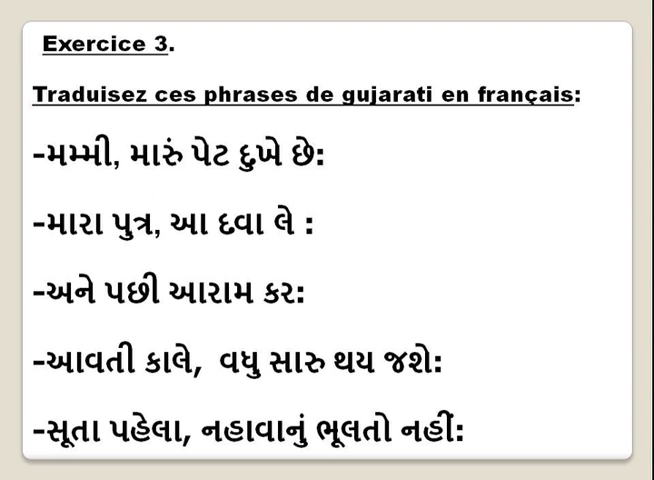 Exercice 3.
Traduisez ces phrases de gujarati en français:
-મમ્મી, મારું પેટ દુખે છે:
-મારા પુત્ર, આ દવા લે :
-અને પછી આરામ કર:
-આવતી કાલે, વધુ સારુ થય જશે:
-સૂતા પહેલા, નહાવાનું ભૂલતો નહીં: